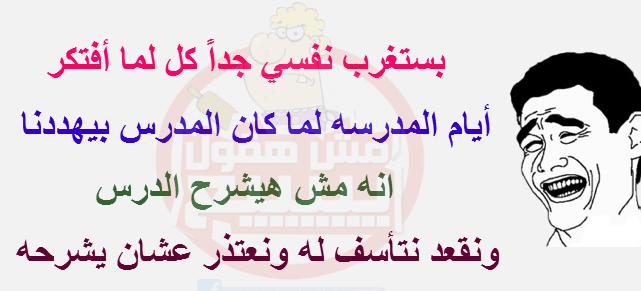 بستغرب نفسي جداً كل لما أفتكر
أيام المدرسه لما كان المدرس بيهددنا
انه مش هيشرح الدرس
ونقعد نتأسف له ونعتذر عشان يشرحه